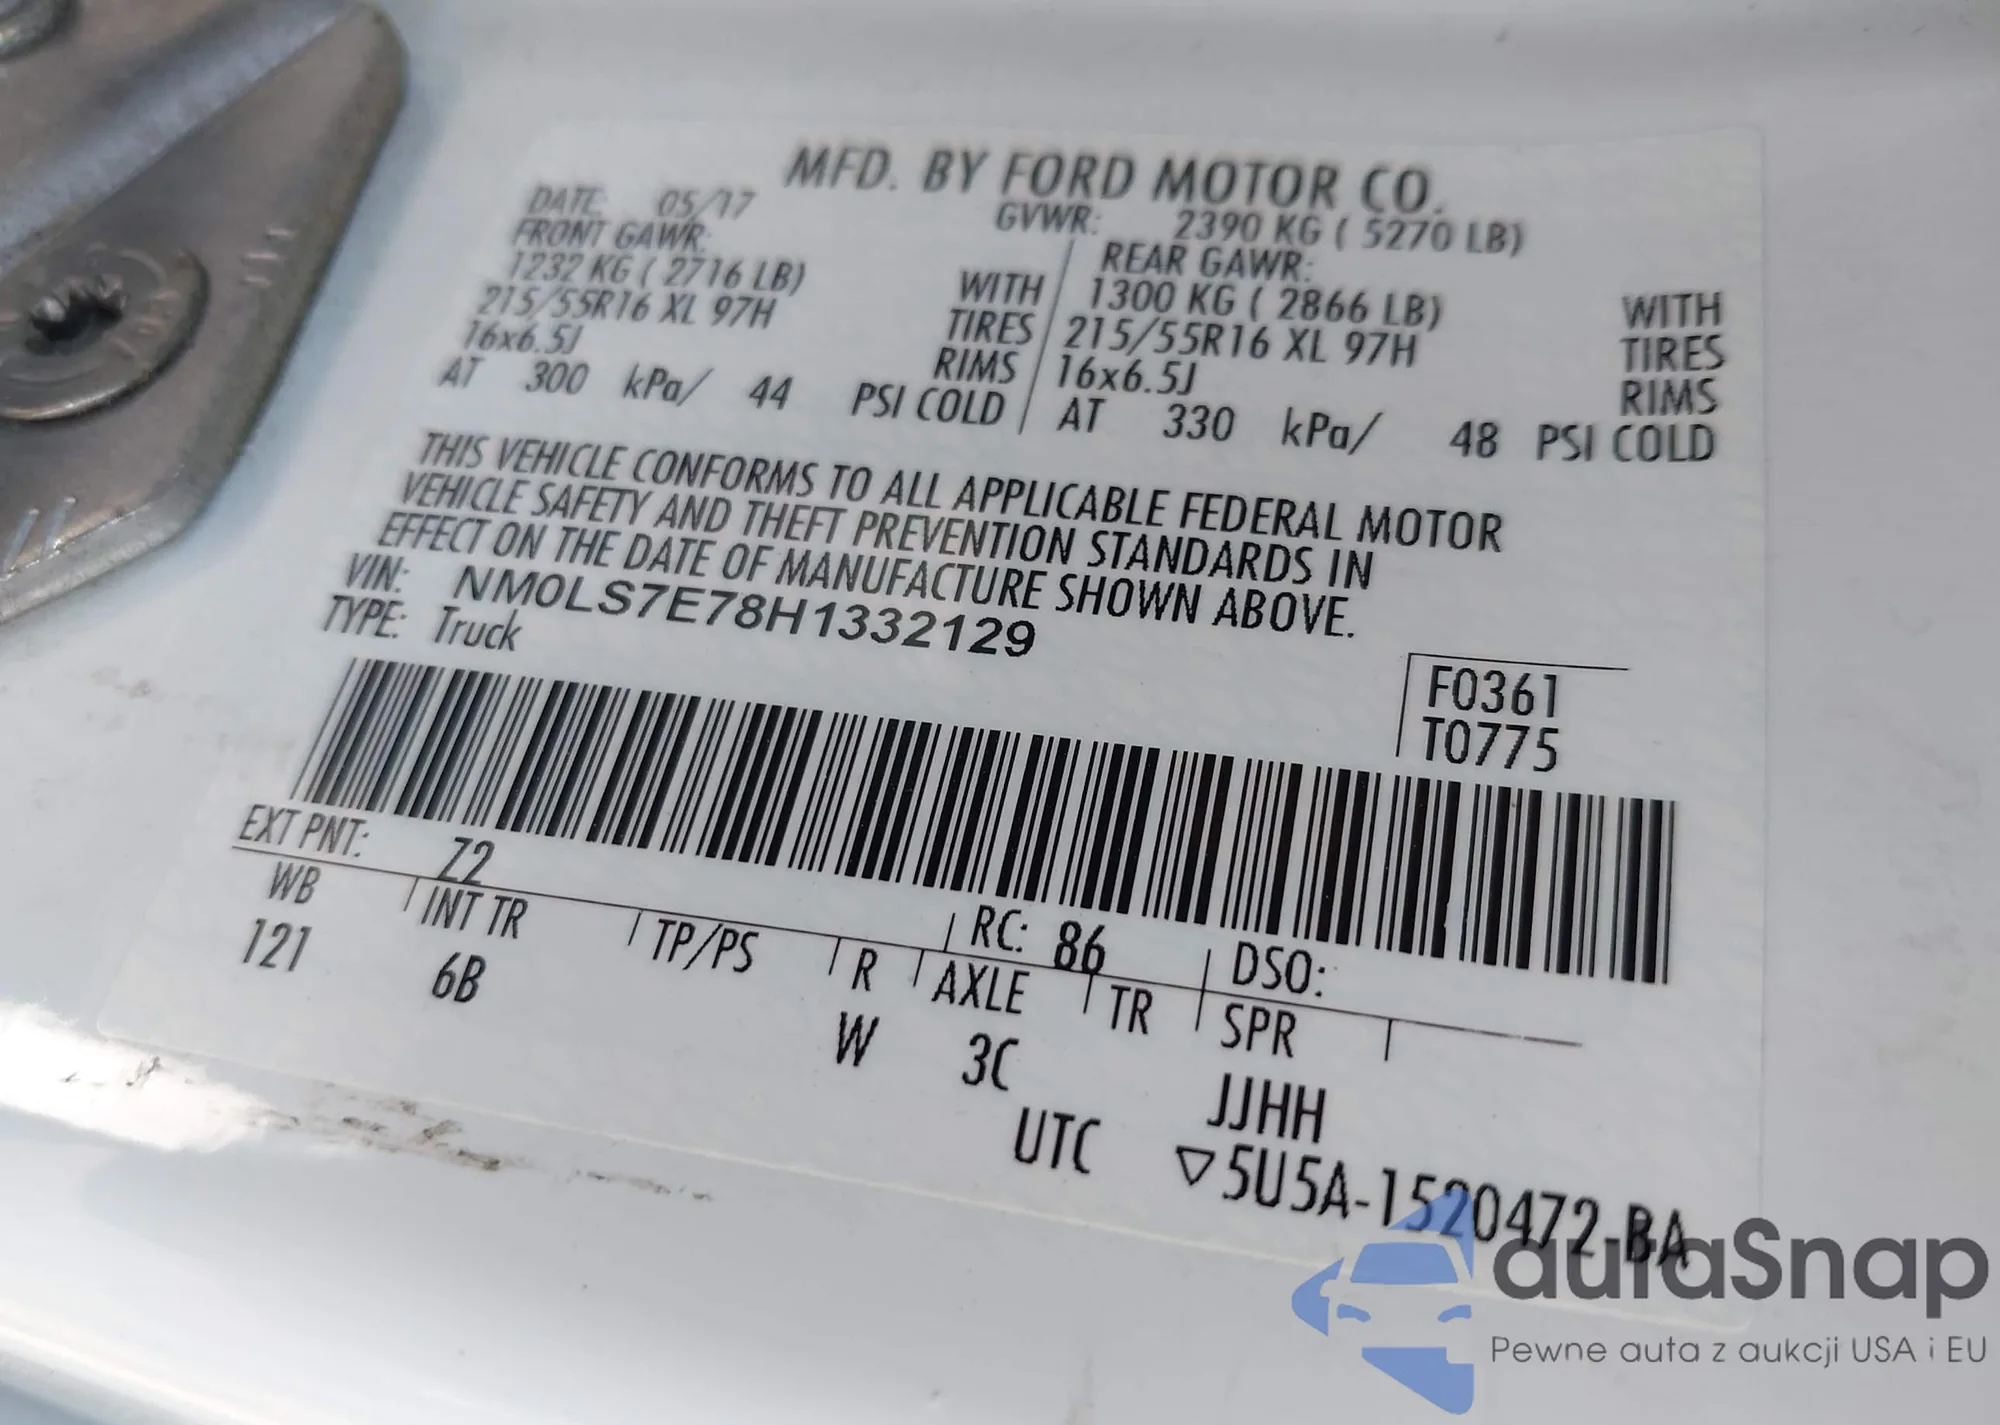 MFD. BY FORD MOTOR CO.
DATE: 05/17 GVWR: 2390 KG ( 5270 LB)
FRONT GAWR: REAR GAWR:
1232 KG ( 2716 LB) WITH 1300 KG ( 2866 LB) WITH
215/55R16 XL 97H TIRES 215/55R16 XL 97H TIRES
16x6.5J RIMS 16x6.5J RIMS
AT 300 kPa/ 44 PSI COLD AT 330 kPa/ 48 PSI COLD
THIS VEHICLE CONFORMS TO ALL APPLICABLE FEDERAL MOTOR
VEHICLE SAFETY AND THEFT PREVENTION STANDARDS IN
EFFECT ON THE DATE OF MANUFACTURE SHOWN ABOVE.
VIN: NM0LS7E78H1332129
TYPE: Truck
F0361
T0775
EXT PNT: Z2 RC: 86 DSO:
WB INT TR TP/PS R AXLE TR SPR
121 6B W 3C JJHH
UTC ▽5U5A-1520472-BA
autaSnap
Pewne auta z aukcji USA i EU